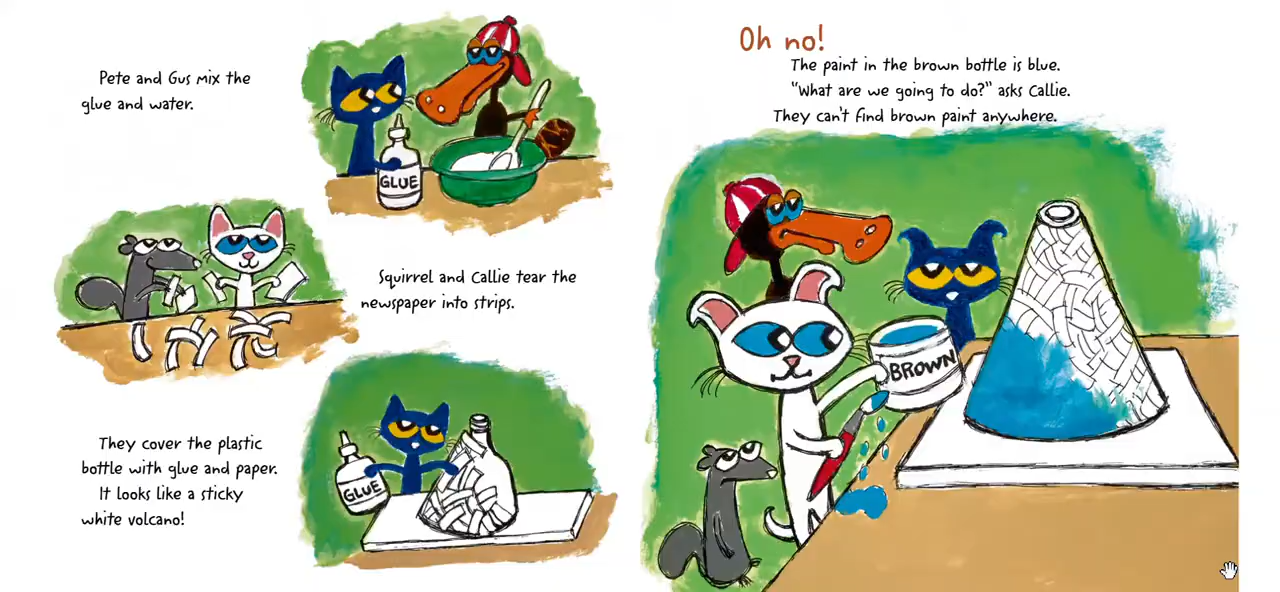 Pete and Gus mix the
glue and water.
GLUE
Squirrel and Callie tear the
newspaper into strips.
They cover the plastic
bottle with glue and paper.
It looks like a sticky
white volcano!
GLUE
Oh no!
The paint in the brown bottle is blue.
"What are we going to do?" asks Callie.
They can't find brown paint anywhere.
BROWN